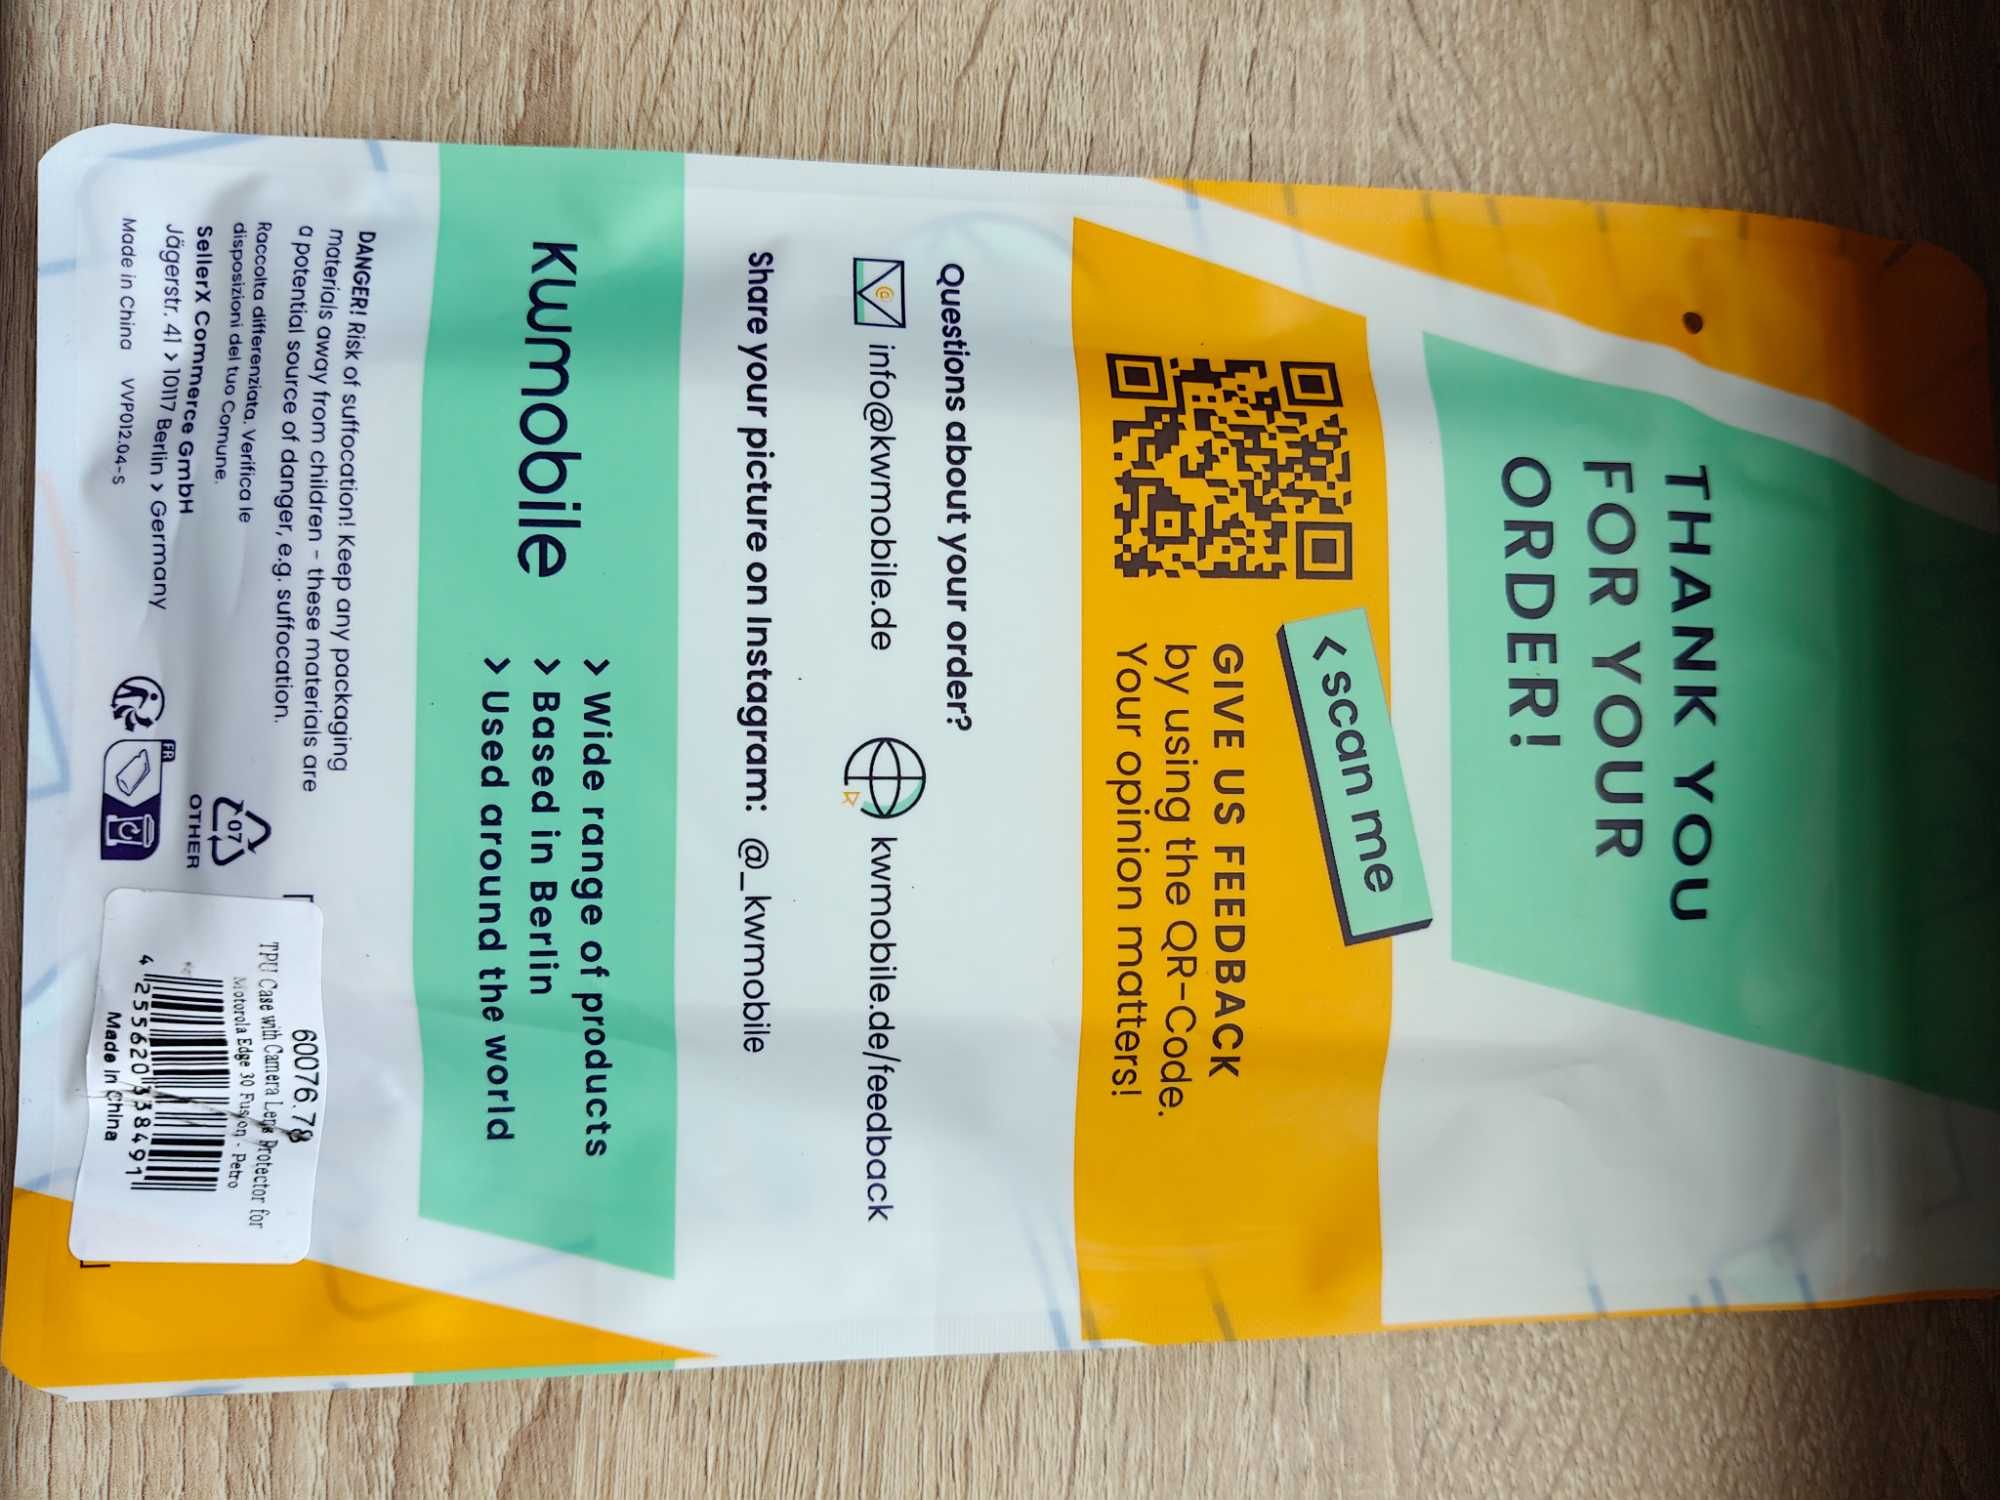 THANK YOU
FOR YOUR
ORDER!
< scan me
GIVE US FEEDBACK
by using the QR-Code.
Your opinion matters!
Questions about your order?
@ info@kwmobile.de
kwmobile.de/feedback
Share your picture on Instagram: @_kwmobile
kwmobile
> Wide range of products
> Based in Berlin
> Used around the world
DANGER! Risk of suffocation! Keep any packaging
materials away from children - these materials are
a potential source of danger, e.g. suffocation.
Raccolta differenziata. Verifica le
disposizioni del tuo Comune.
SellerX Commerce GmbH
Jägerstr. 41 > 10117 Berlin > Germany
Made in China VVP012.04-s
07
OTHER
FR
60076.78
TPU Case with Camera Lens Protector for
Motorola Edge 30 Fusion - Petro
4 255620 338491
Made in China